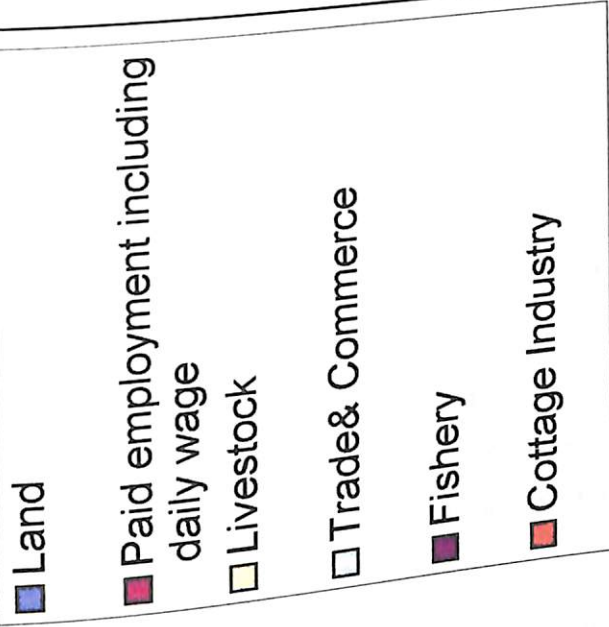 Land
Paid employment including
daily wage
Livestock
Trade& Commerce
Fishery
Cottage Industry